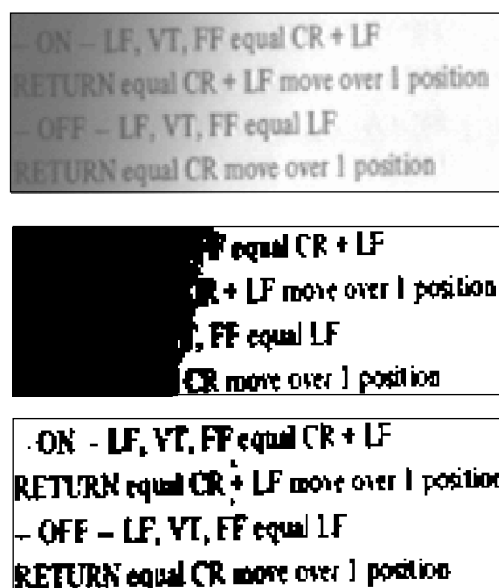 – ON – LF, VT, FF equal CR + LF
RETURN equal CR + LF move over 1 position
– OFF – LF, VT, FF equal LF
RETURN equal CR move over 1 position
FF equal CR + LF
CR + LF move over 1 position
, FF equal LF
CR move over 1 position
- ON - LF, VT, FF equal CR + LF
RETURN equal CR + LF move over 1 position
– OFF – LF, VT, FF equal LF
RETURN equal CR move over 1 position